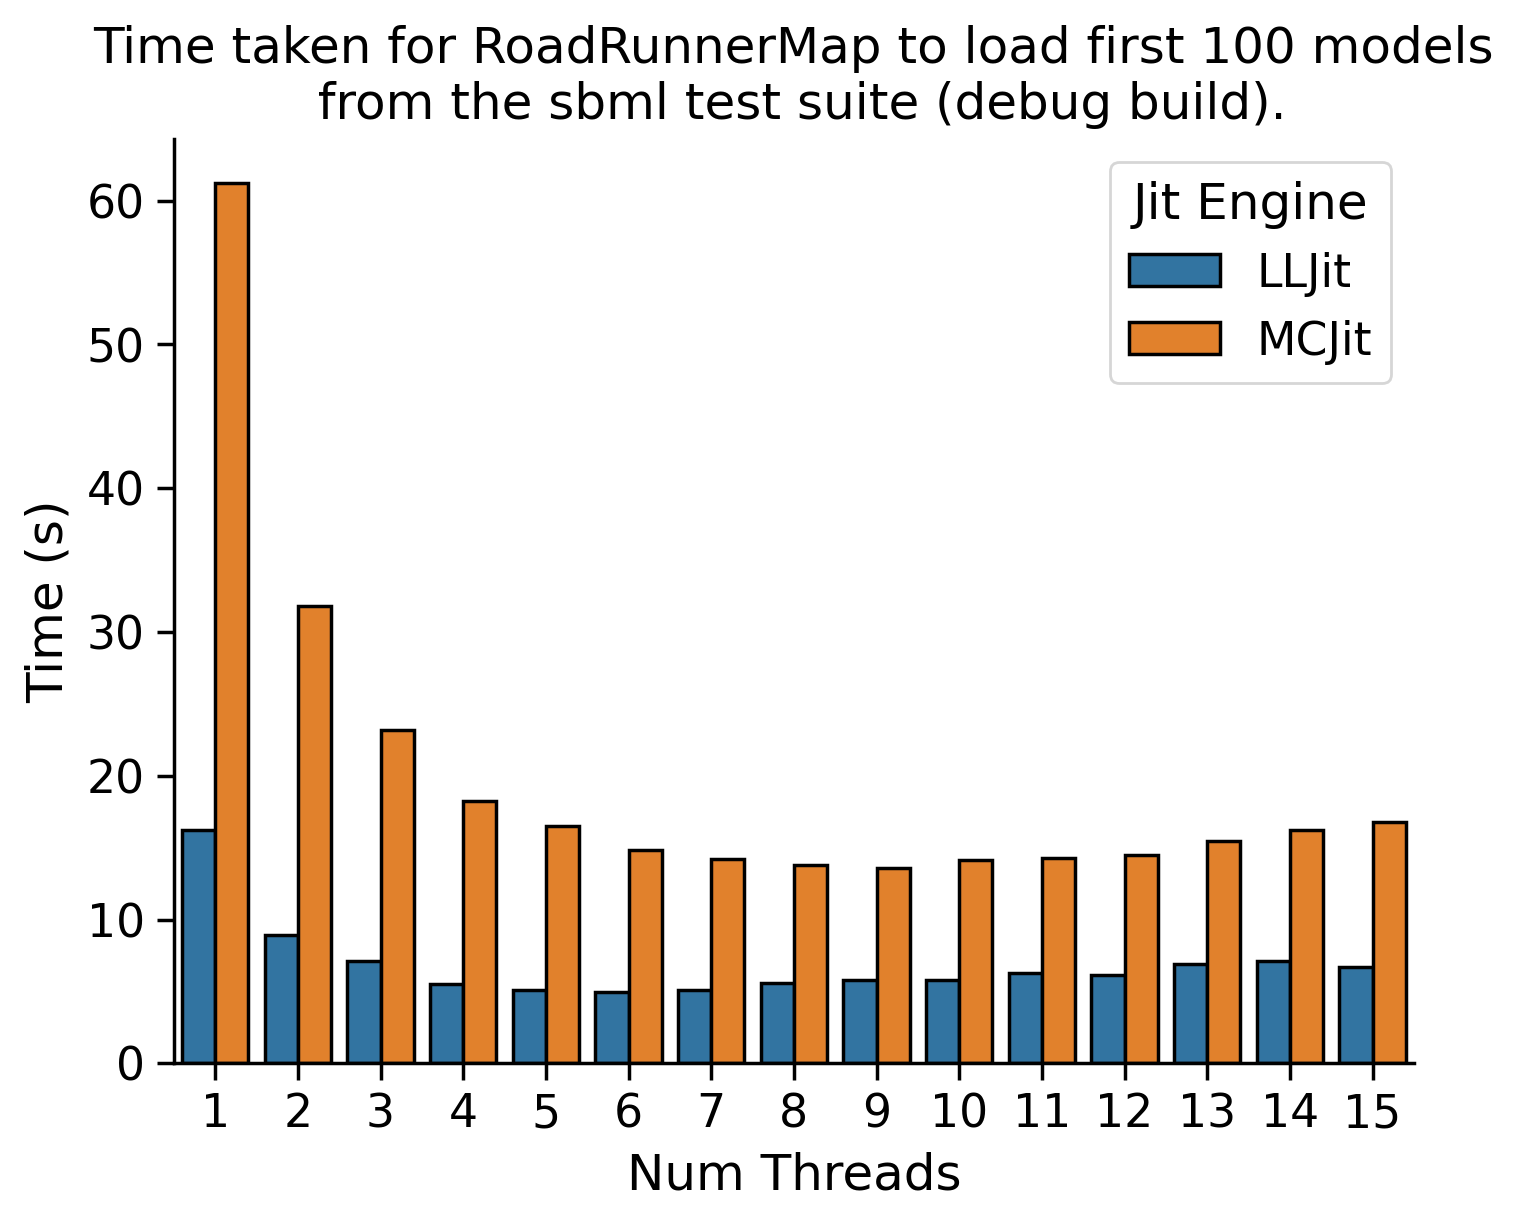 Time taken for RoadRunnerMap to load first 100 models
from the sbml test suite (debug build).
Jit Engine
LLJit
MCJit
Time (s)
60
50
40
30
20
10
0
1 2 3 4 5 6 7 8 9 10 11 12 13 14 15
Num Threads